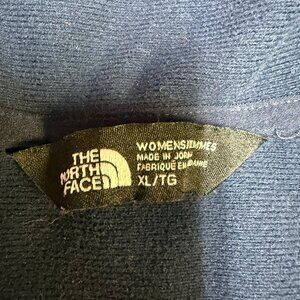 THE
NORTH
FACE
WOMENS/FEMMES
MADE IN JORDAN
XL/TG